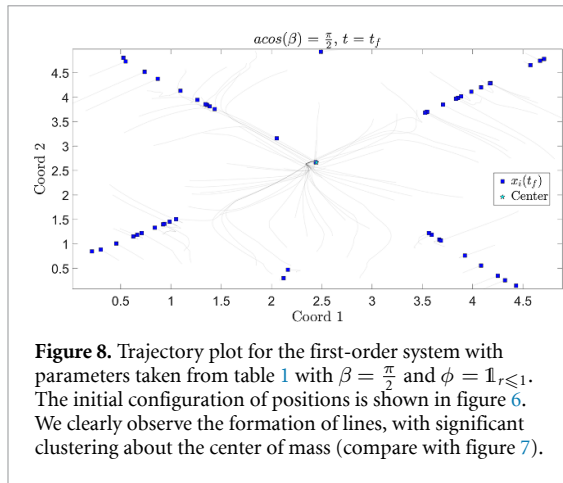 acos(β) = π/2, t = t_f
Coord 2
4.5
4
3.5
3
2.5
2
1.5
1
0.5
x_i(t_f)
Center
0.5 1 1.5 2 2.5 3 3.5 4 4.5
Coord 1
Figure 8. Trajectory plot for the first-order system with
parameters taken from table 1 with β = π/2 and ϕ = 𝟙_{r⩽1}.
The initial configuration of positions is shown in figure 6.
We clearly observe the formation of lines, with significant
clustering about the center of mass (compare with figure 7).